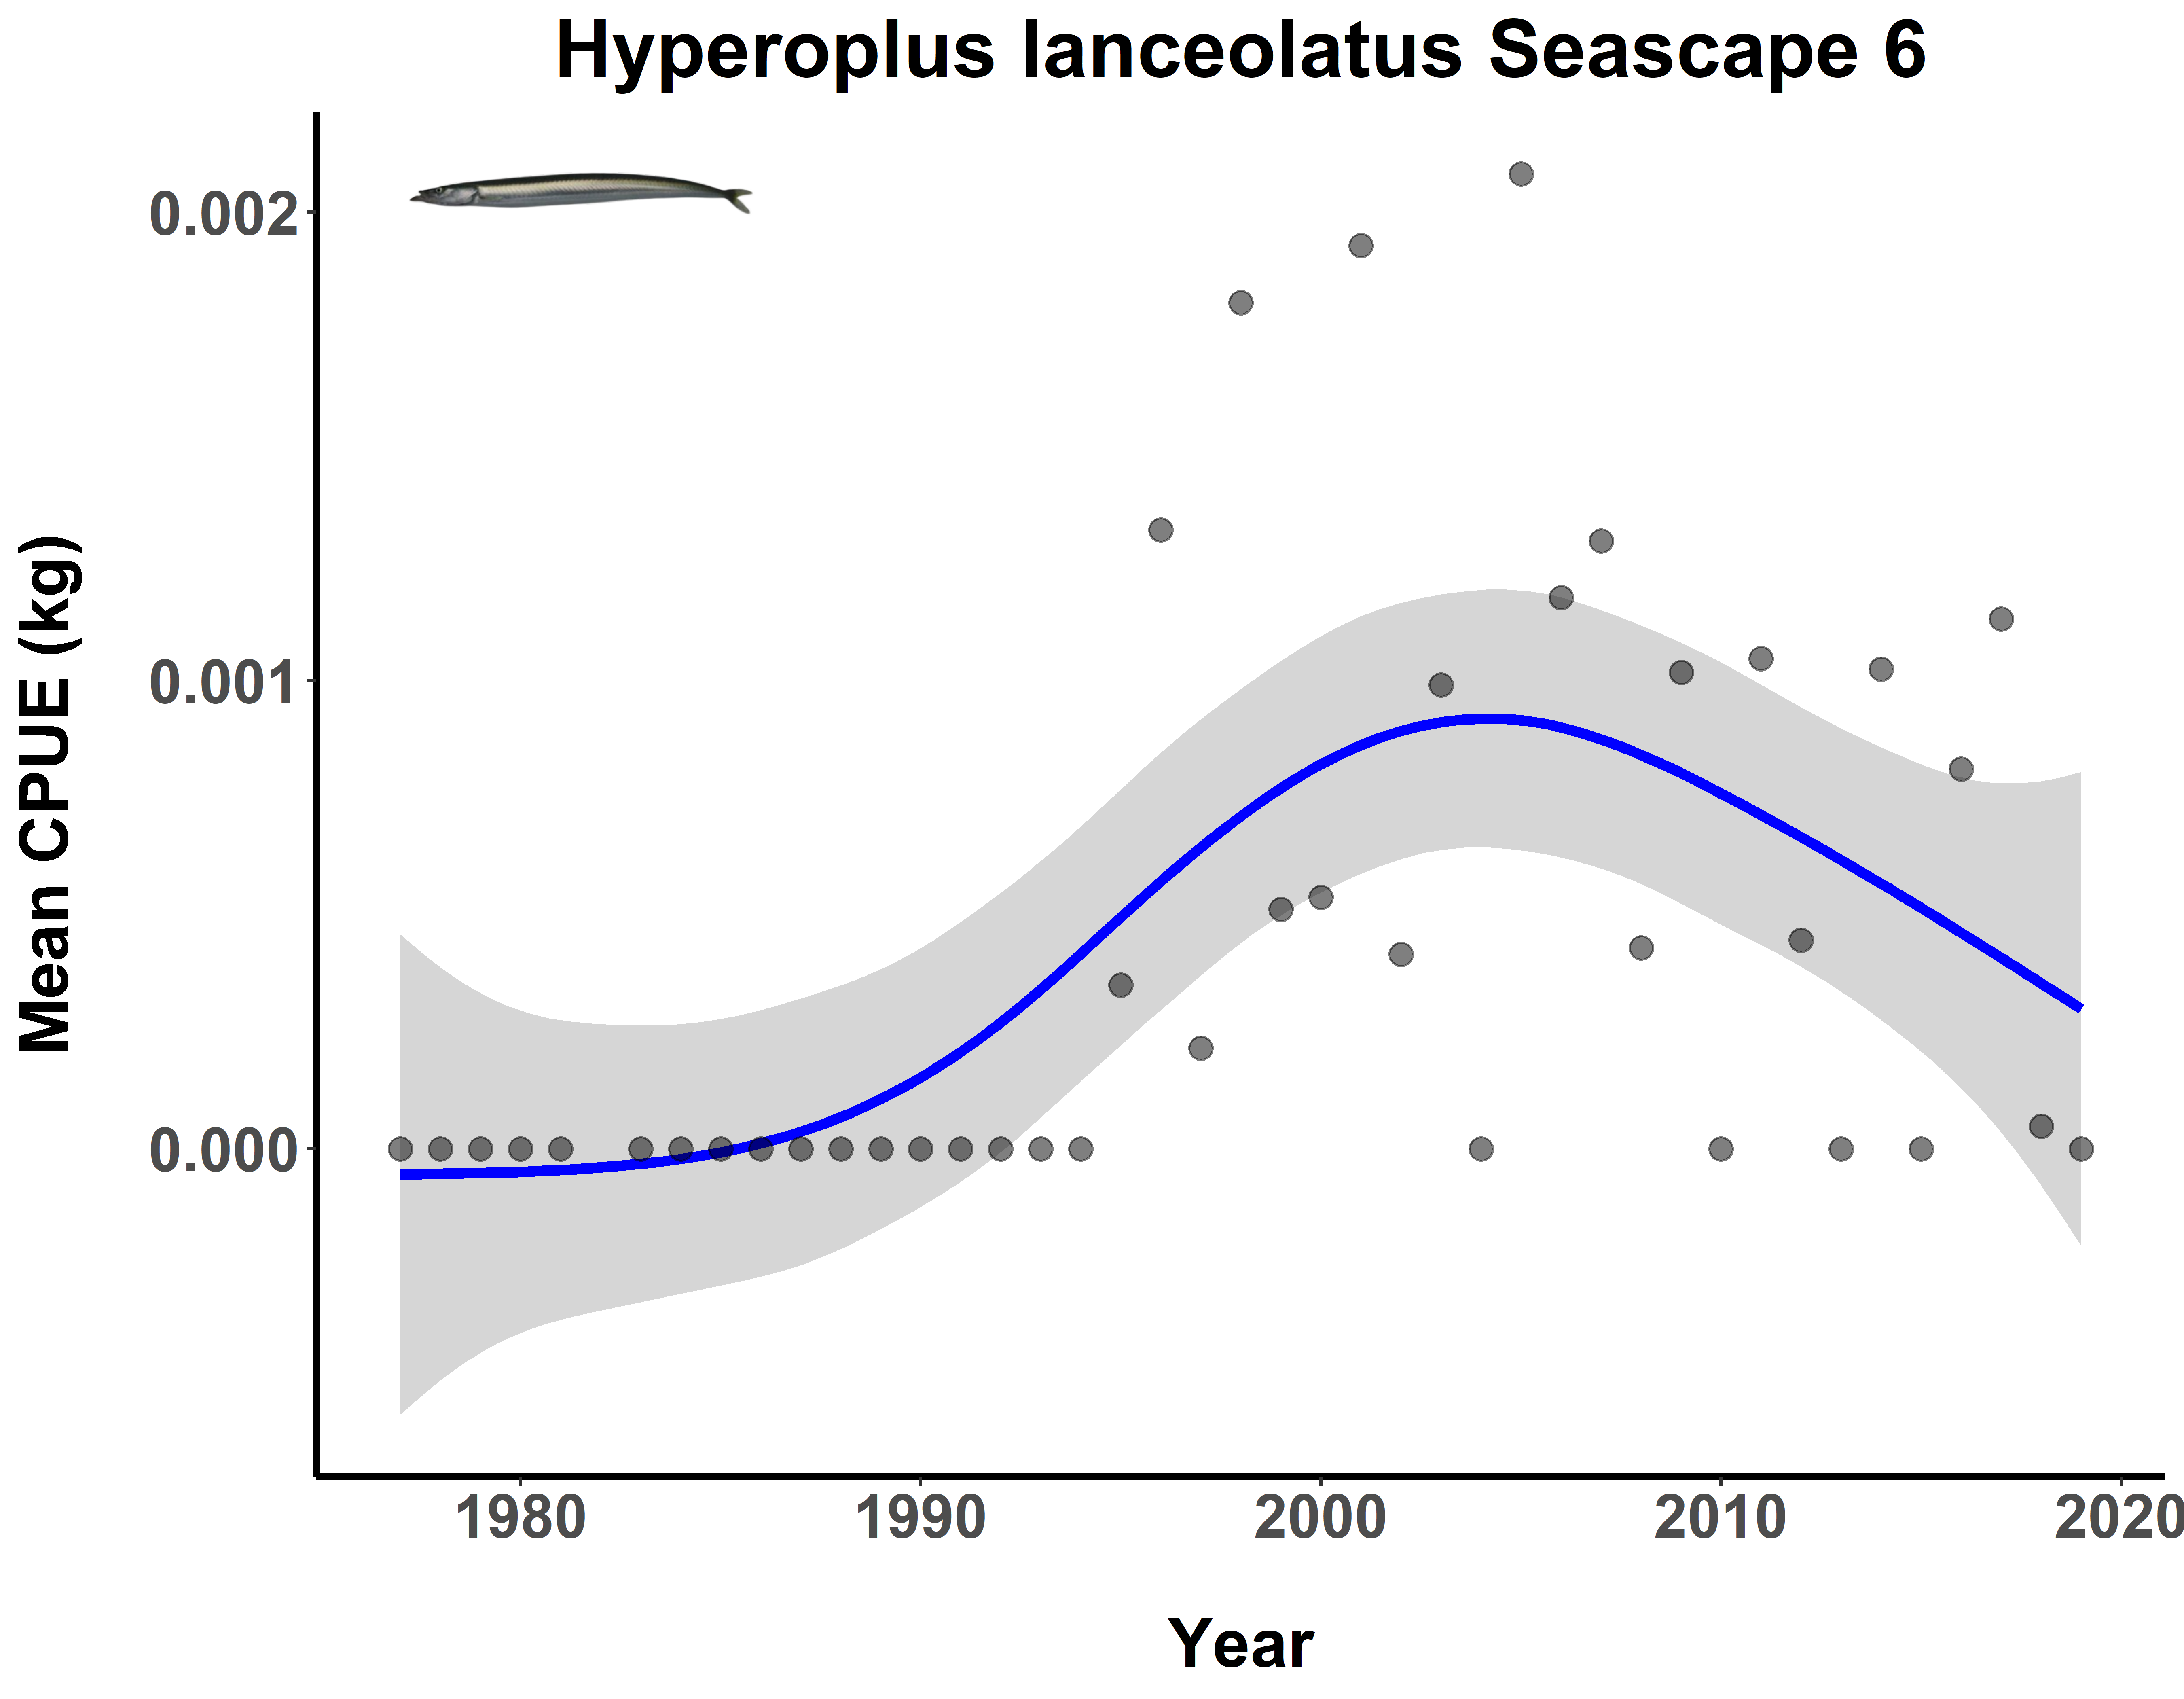 Hyperoplus lanceolatus Seascape 6
Mean CPUE (kg)
0.002
0.001
0.000
1980 1990 2000 2010 2020
Year